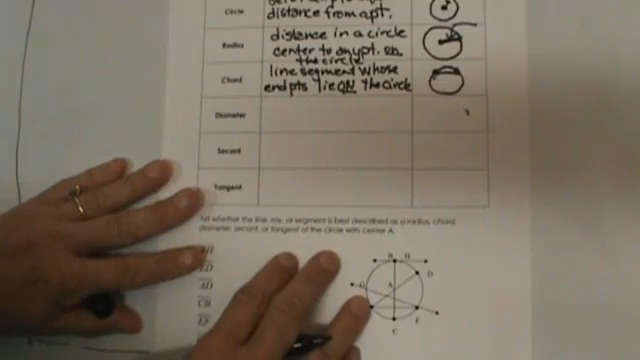 Circle
distance from a pt.
Radius
distance in a circle
center to any pt. on
the circle
Chord
line segment whose
endpts lie ON the circle
Diameter
Secant
Tangent
whether the line, ray, or segment is best described as a radius, chord,
diameter, secant, or tangent of the circle with center A.
B H
D
A
G
E
C
ED
AD
CB